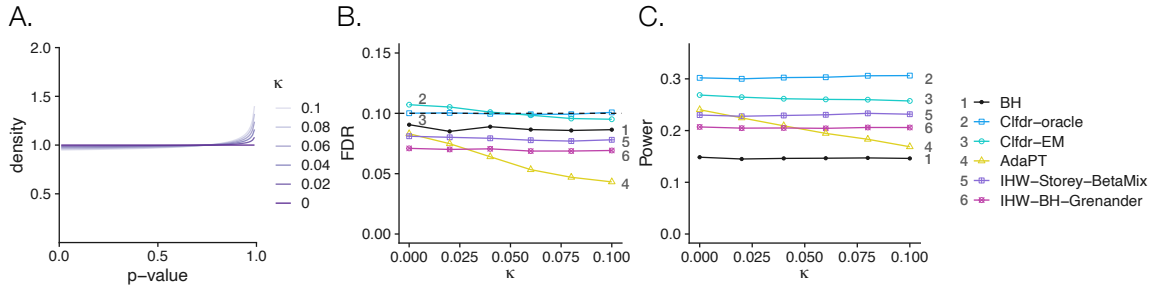 A.
2.0
1.5
1.0
0.5
density
0.0
0.5
1.0
p-value
κ
0.1
0.08
0.06
0.04
0.02
0
B.
0.15
0.10
0.05
0.00
FDR
2
3
1
5
6
4
0.000
0.025
0.050
0.075
0.100
κ
C.
0.3
0.2
0.1
0.0
Power
2
3
5
6
4
1
0.000
0.025
0.050
0.075
0.100
κ
1 BH
2 Clfdr-oracle
3 Clfdr-EM
4 AdaPT
5 IHW-Storey-BetaMix
6 IHW-BH-Grenander